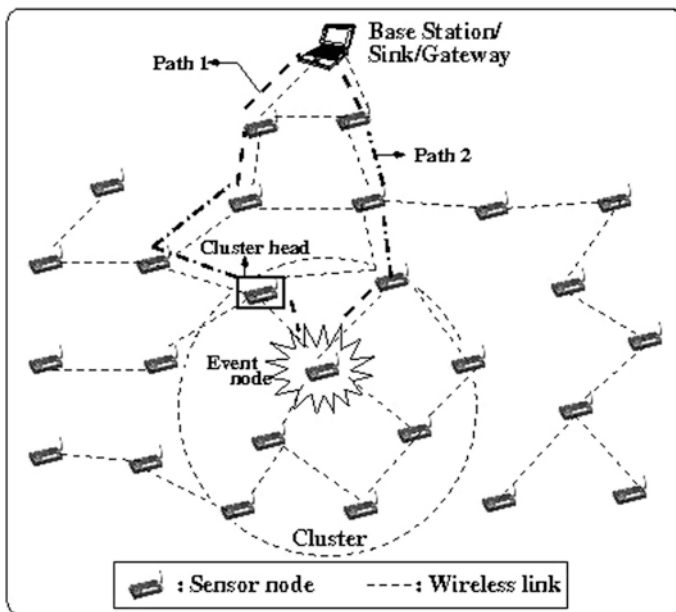 Base Station/
Sink/Gateway
Path 1
Path 2
Cluster head
Event
node
Cluster
: Sensor node
: Wireless link